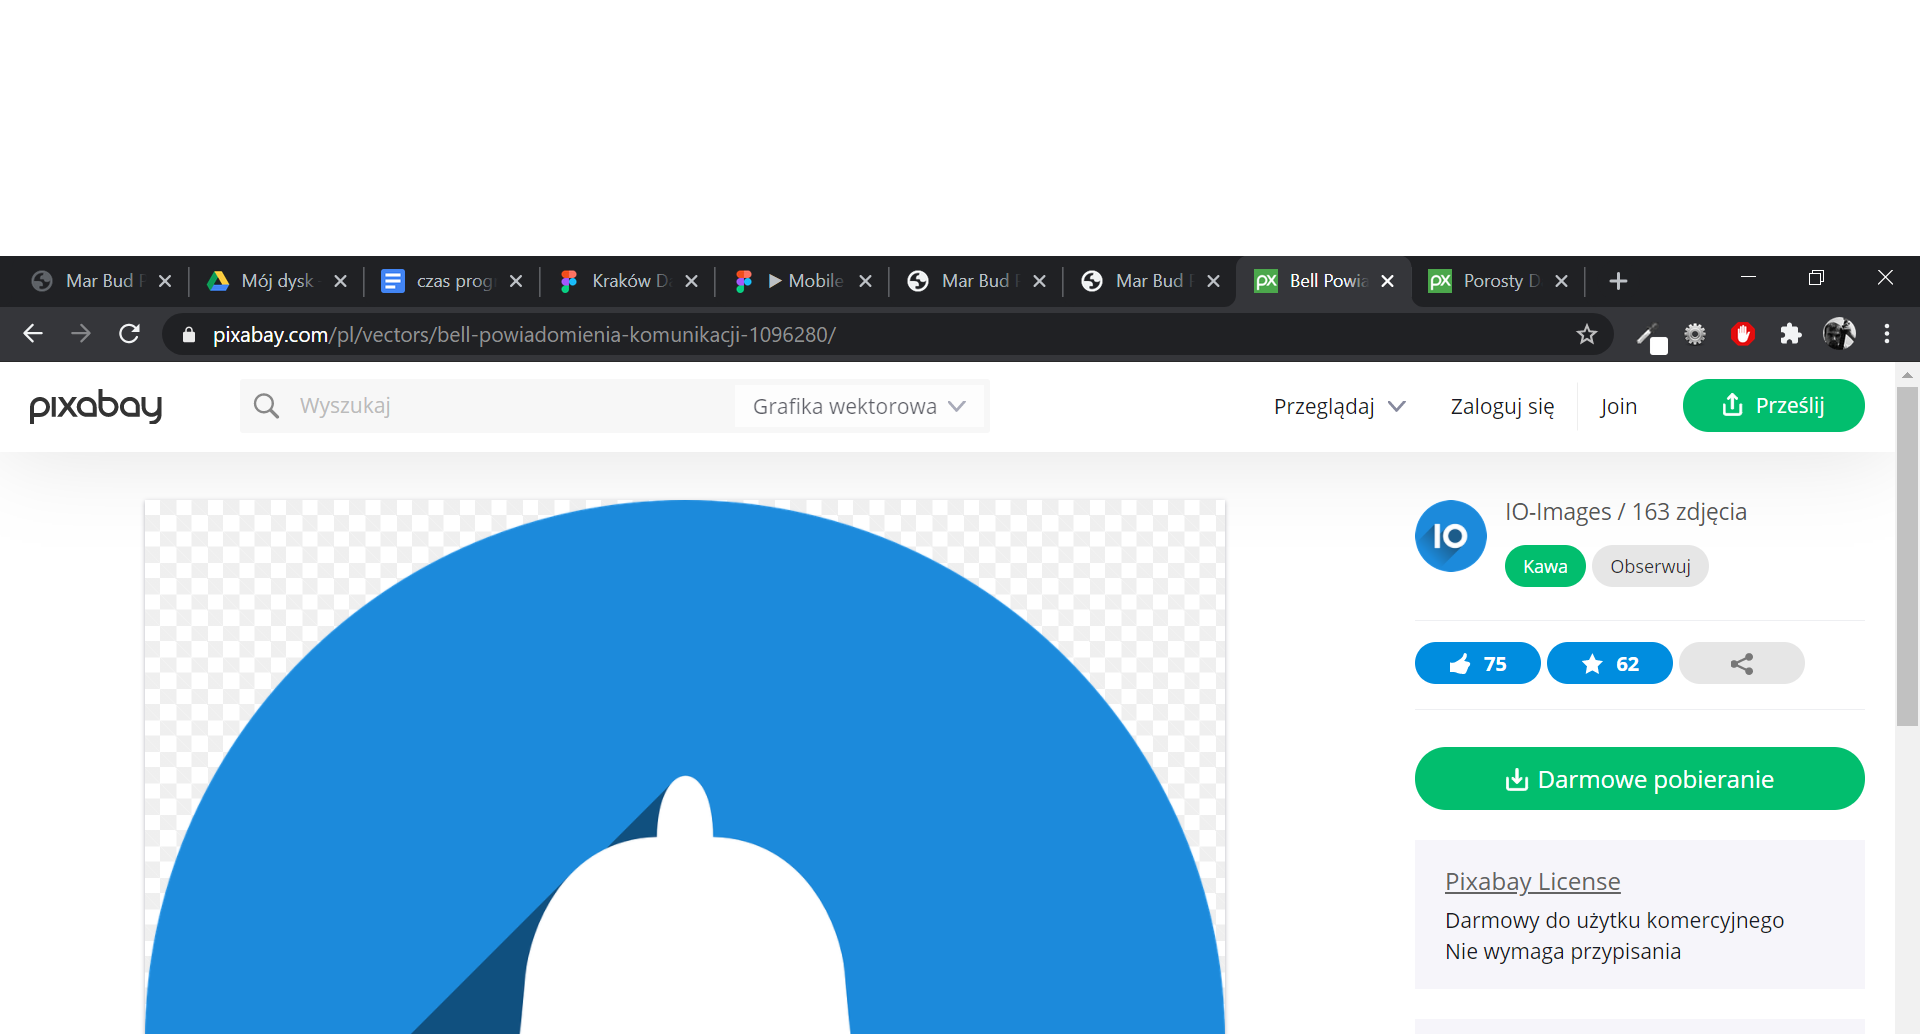 Mar Bud P
Mój dysk
czas prog
Kraków D
Mobile
Mar Bud P
Mar Bud P
Bell Powia
Porosty D
pixabay.com/pl/vectors/bell-powiadomienia-komunikacji-1096280/
pixabay
Wyszukaj
Grafika wektorowa
Przeglądaj
Zaloguj się
Join
Prześlij
IO
IO-Images / 163 zdjęcia
Kawa
Obserwuj
75
62
Darmowe pobieranie
Pixabay License
Darmowy do użytku komercyjnego
Nie wymaga przypisania